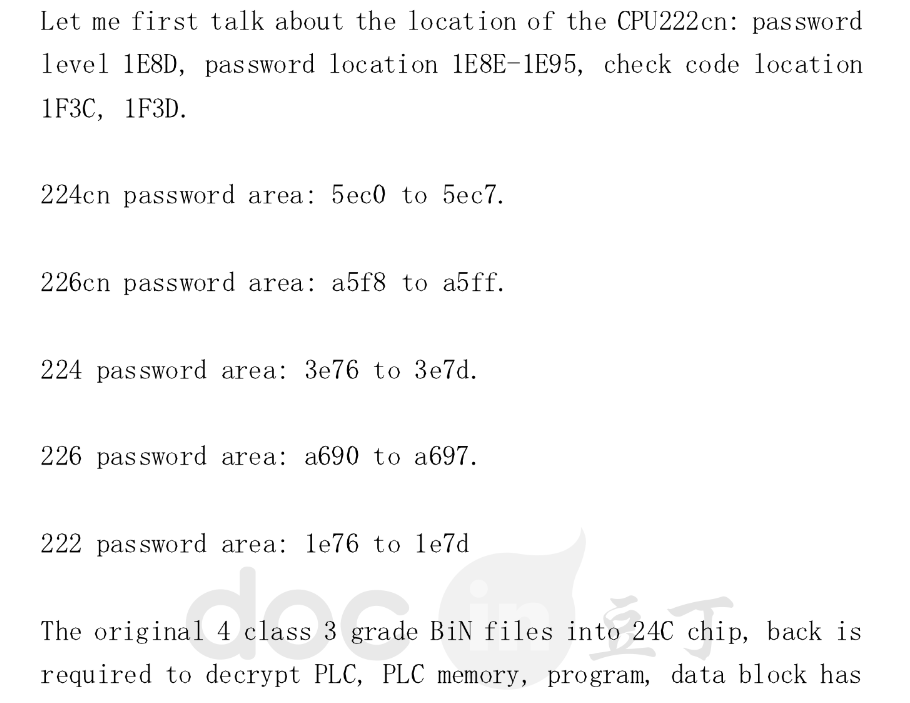 Let me first talk about the location of the CPU222cn: password
level 1E8D, password location 1E8E-1E95, check code location
1F3C, 1F3D.
224cn password area: 5ec0 to 5ec7.
226cn password area: a5f8 to a5ff.
224 password area: 3e76 to 3e7d.
226 password area: a690 to a697.
222 password area: 1e76 to 1e7d
The original 4 class 3 grade BiN files into 24C chip, back is
required to decrypt PLC, PLC memory, program, data block has
doc in 豆丁